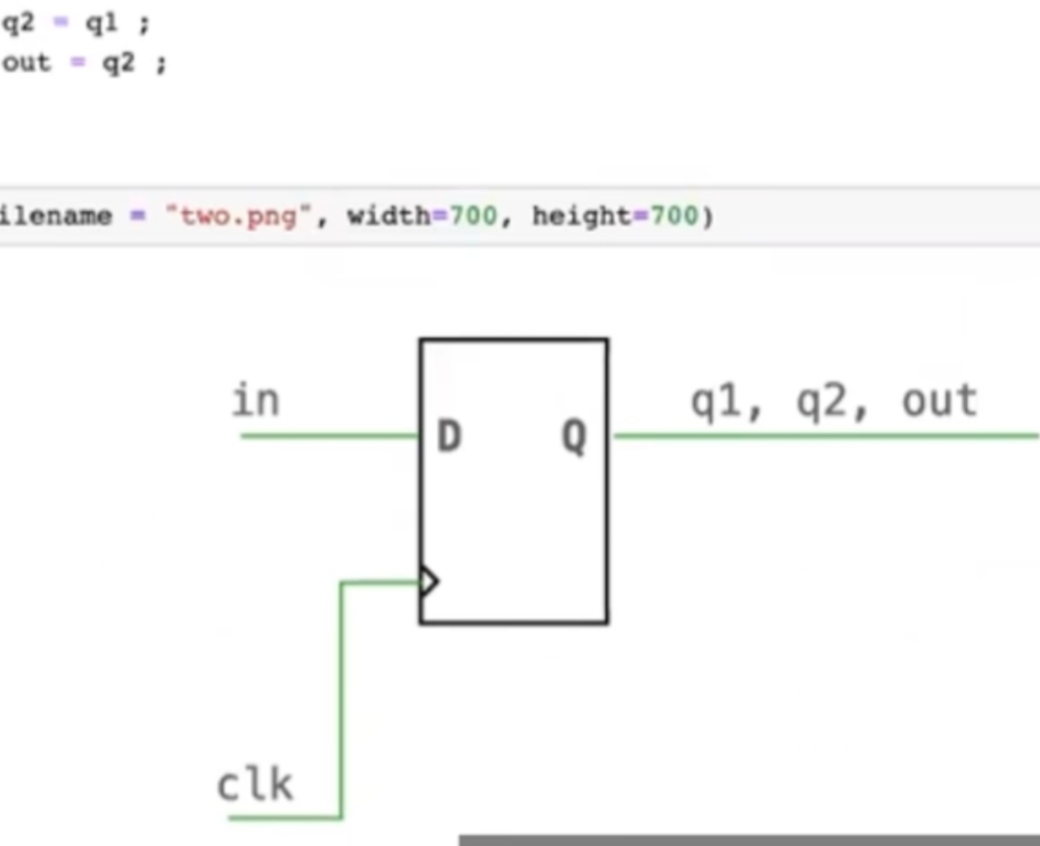 q2 = q1 ;
out = q2 ;
ilename = "two.png", width=700, height=700)
in
q1, q2, out
D
Q
clk